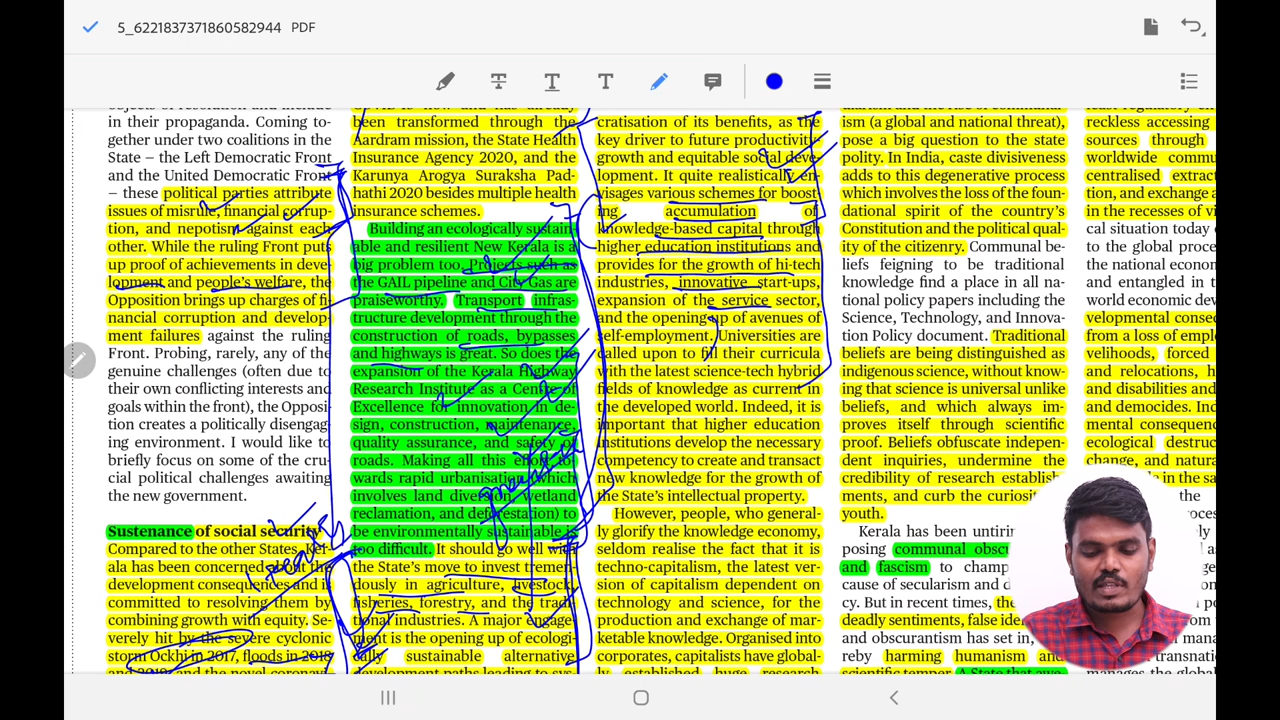 5_6221837371860582944 PDF
in their propaganda. Coming to-
gether under two coalitions in the
State – the Left Democratic Front
and the United Democratic Front
– these political parties attribute
issues of misrule, financial corrup-
tion, and nepotism against each
other. While the ruling Front puts
up proof of achievements in deve-
lopment and people's welfare, the
Opposition brings up charges of fi-
nancial corruption and develop-
ment failures against the ruling
Front. Probing, rarely, any of the
genuine challenges (often due to
their own conflicting interests and
goals within the front), the Opposi-
tion creates a politically disengag-
ing environment. I would like to
briefly focus on some of the cru-
cial political challenges awaiting
the new government.
Sustenance of social security
Compared to the other States, Ker-
ala has been concerned about the
development consequences and is
committed to resolving them by
combining growth with equity. Se-
verely hit by the severe cyclonic
storm Ockhi in 2017, floods in 2018
been transformed through the
Aardram mission, the State Health
Insurance Agency 2020, and the
Karunya Arogya Suraksha Pad-
hathi 2020 besides multiple health
insurance schemes.
Building an ecologically sustain-
able and resilient New Kerala is a
big problem too. Projects such as
the GAIL pipeline and City Gas are
praiseworthy. Transport infras-
tructure development through the
construction of roads, bypasses
and highways is great. So does the
expansion of the Kerala Highway
Research Institute as a Centre of
Excellence for innovation in de-
sign, construction, maintenance,
quality assurance, and safety of
roads. Making all this effort to-
wards rapid urbanisation (which
involves land diversion, wetland
reclamation, and deforestation) to
be environmentally sustainable is
too difficult. It should go well with
the State's move to invest tremen-
dously in agriculture, livestock,
fisheries, forestry, and the tradi-
tional industries. A major engage-
ment is the opening up of ecologi-
cally sustainable alternative
development paths leading to sys-
cratisation of its benefits, as the
key driver to future productivity
growth and equitable social deve-
lopment. It quite realistically en-
visages various schemes for boost-
ing accumulation of
knowledge-based capital through
higher education institutions and
provides for the growth of hi-tech
industries, innovative start-ups,
expansion of the service sector,
and the opening up of avenues of
self-employment. Universities are
called upon to fill their curricula
with the latest science-tech hybrid
fields of knowledge as current in
the developed world. Indeed, it is
important that higher education
institutions develop the necessary
competency to create and transact
new knowledge for the growth of
the State's intellectual property.
However, people, who general-
ly glorify the knowledge economy,
seldom realise the fact that it is
techno-capitalism, the latest ver-
sion of capitalism dependent on
technology and science, for the
production and exchange of mar-
ketable knowledge. Organised into
corporates, capitalists have global-
ly established huge research
ism (a global and national threat),
pose a big question to the state
polity. In India, caste divisiveness
adds to this degenerative process
which involves the loss of the foun-
dational spirit of the country's
Constitution and the political qual-
ity of the citizenry. Communal be-
liefs feigning to be traditional
knowledge find a place in all na-
tional policy papers including the
Science, Technology, and Innova-
tion Policy document. Traditional
beliefs are being distinguished as
indigenous science, without know-
ing that science is universal unlike
beliefs, and which always im-
proves itself through scientific
proof. Beliefs obfuscate indepen-
dent inquiries, undermine the
credibility of research establish-
ments, and curb the curiosit
youth.
Kerala has been untirin
posing communal obscu
and fascism to champ
cause of secularism and d
cy. But in recent times, the
deadly sentiments, false iden
and obscurantism has set in,
reby harming humanism and
scientific temper. A State that awe-
reckless accessing
sources through
worldwide commu
centralised extract
tion, and exchange
in the recesses of vi
cal situation today
to the global proce
the national econom
and entangled in t
world economic dev
velopmental conse
from a loss of empl
velihoods, forced
and relocations, h
and disabilities and
and democides. Ind
mental consequenc
ecological destruc
change, and natura
in the sa
the